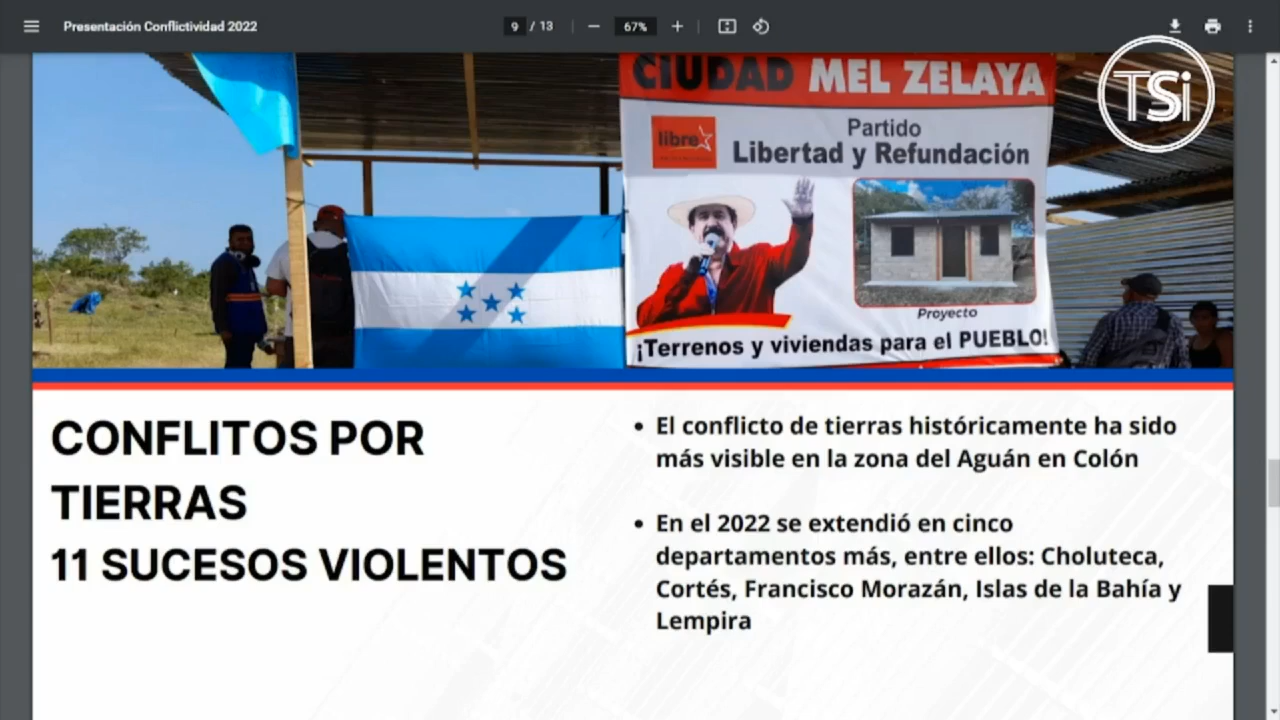 Presentación Conflictividad 2022
9 / 13
67%
TSi
CIUDAD MEL ZELAYA
libre
Partido
Libertad y Refundación
Proyecto
¡Terrenos y viviendas para el PUEBLO!
CONFLITOS POR
TIERRAS
11 SUCESOS VIOLENTOS
• El conflicto de tierras históricamente ha sido
más visible en la zona del Aguán en Colón
• En el 2022 se extendió en cinco
departamentos más, entre ellos: Choluteca,
Cortés, Francisco Morazán, Islas de la Bahía y
Lempira